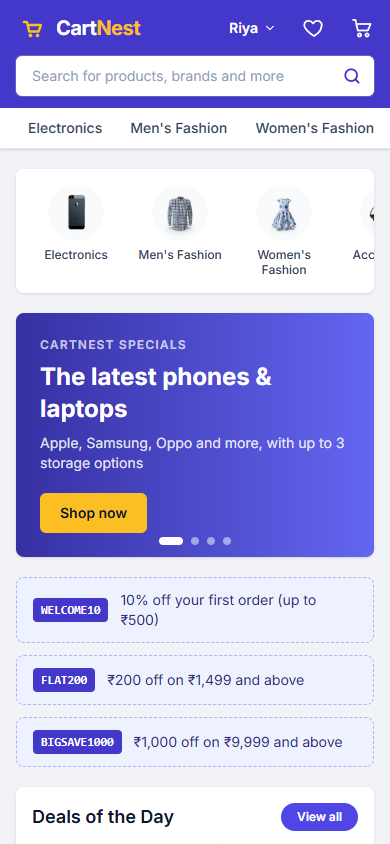 CartNest
Riya
Search for products, brands and more
Electronics Men's Fashion Women's Fashion
Electronics
Men's Fashion
Women's
Fashion
Acc
CARTNEST SPECIALS
The latest phones &
laptops
Apple, Samsung, Oppo and more, with up to 3
storage options
Shop now
WELCOME10
10% off your first order (up to
₹500)
FLAT200
₹200 off on ₹1,499 and above
BIGSAVE1000
₹1,000 off on ₹9,999 and above
Deals of the Day
View all